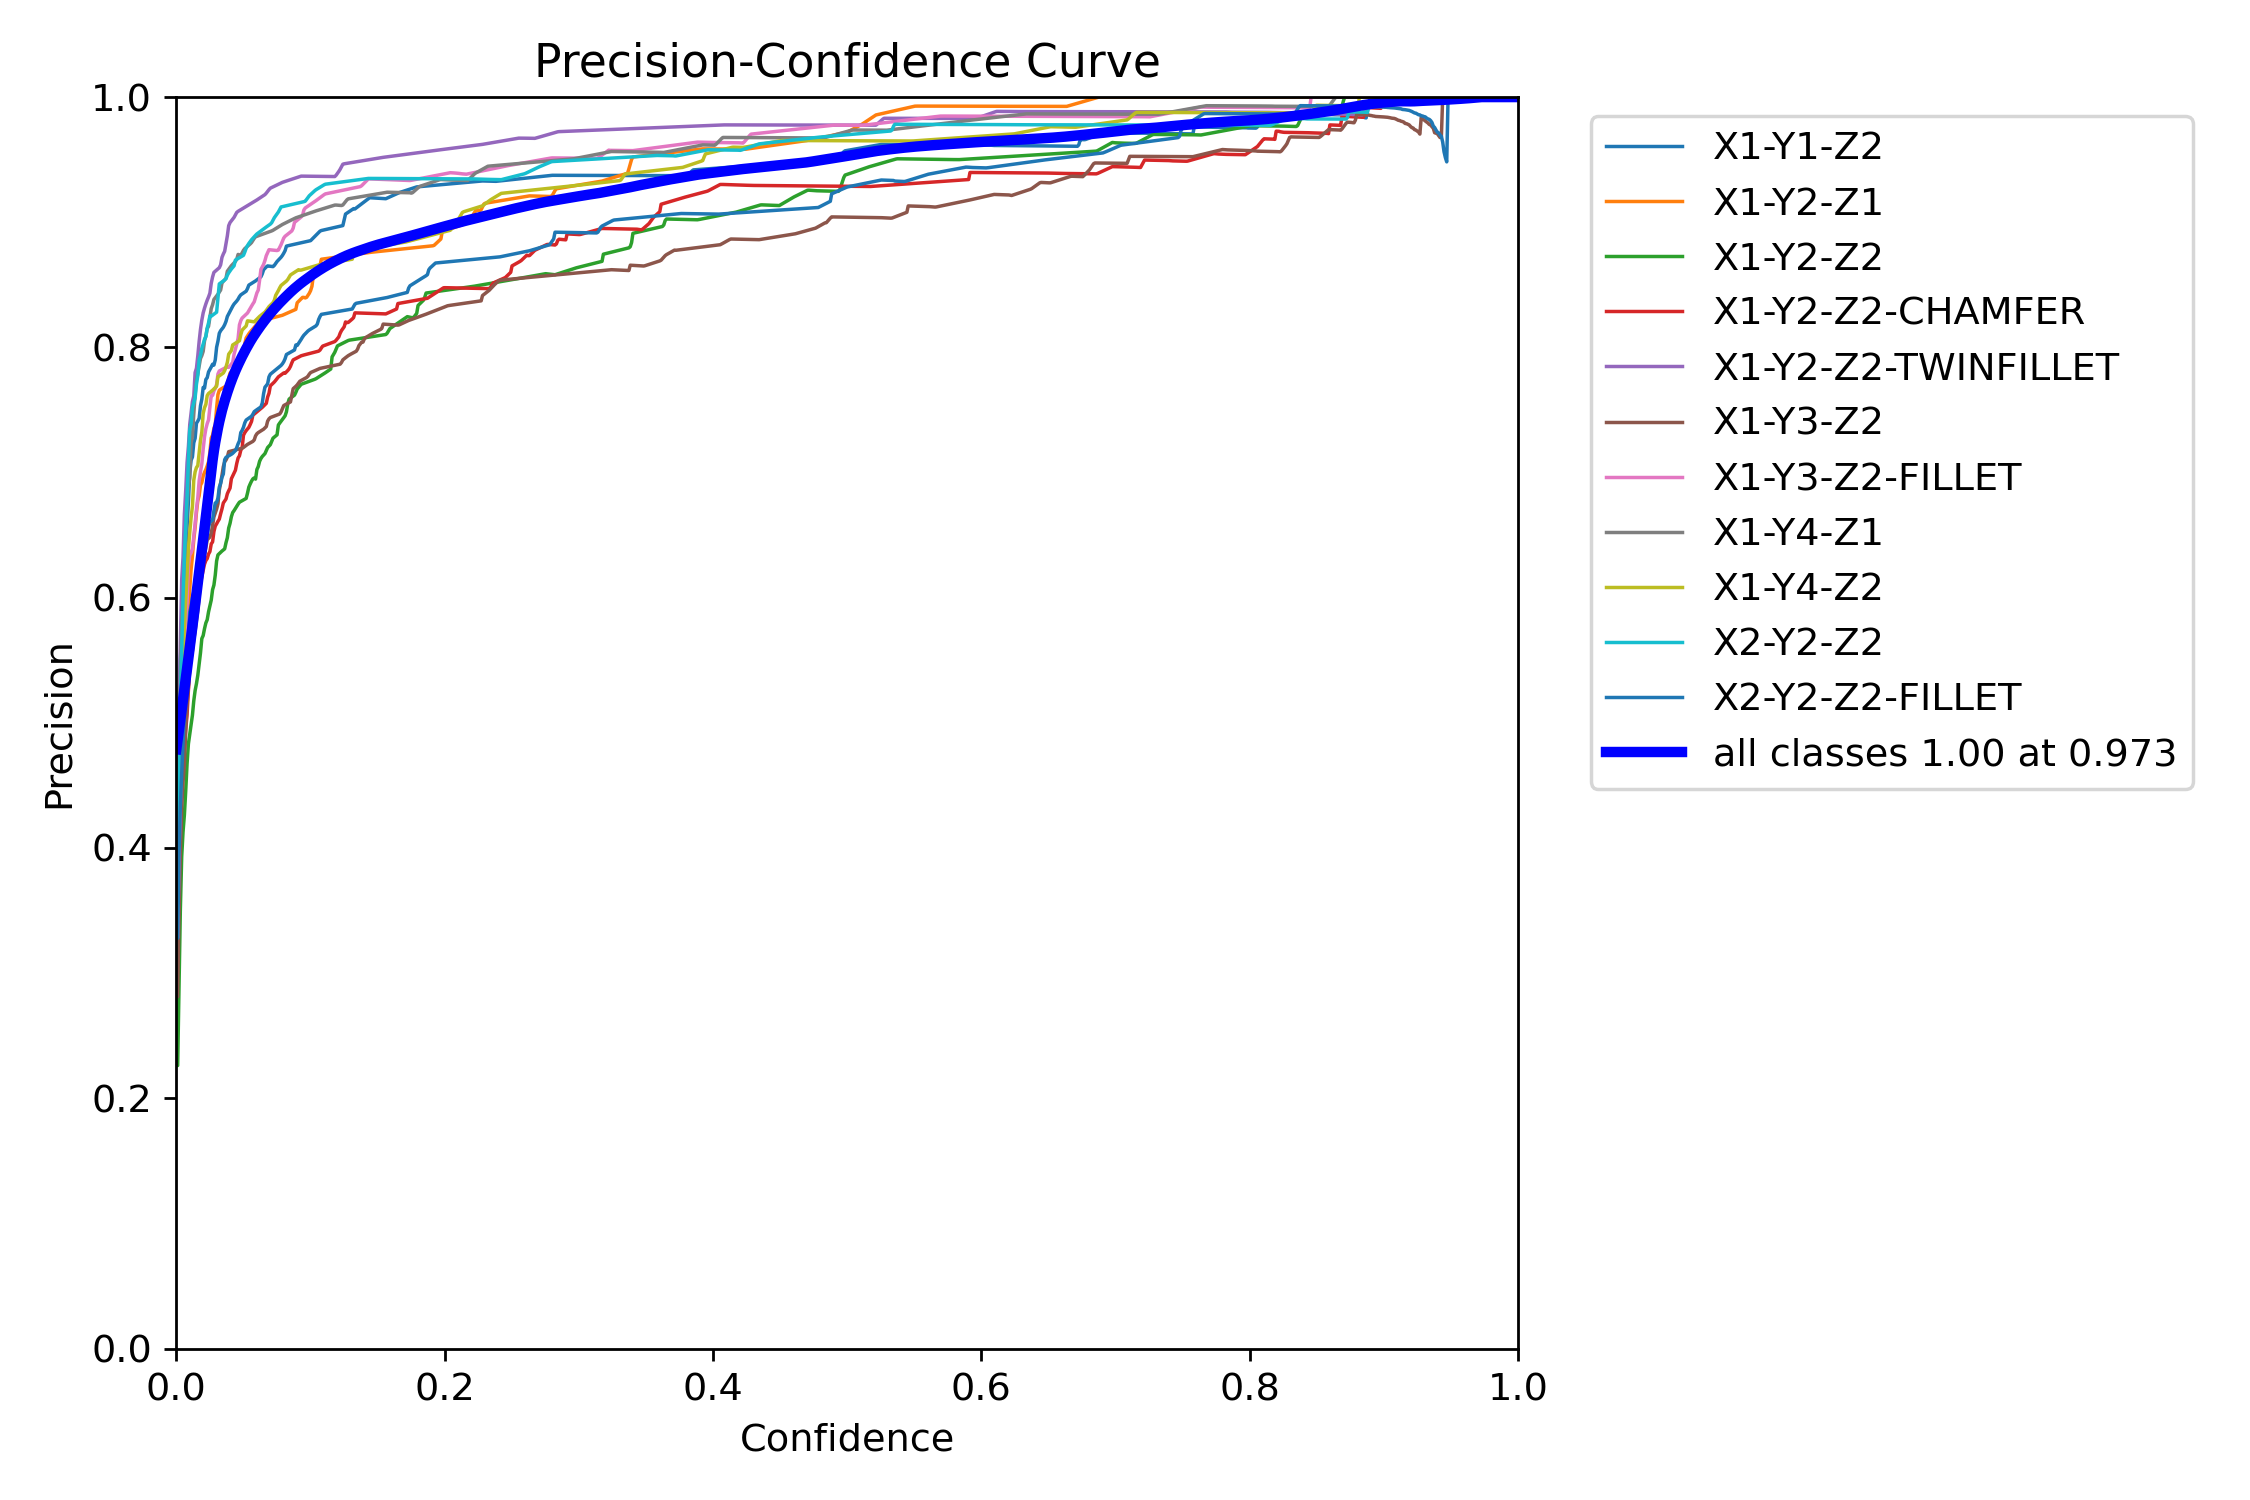 Precision-Confidence Curve
1.0
0.8
0.6
0.4
0.2
0.0
Precision
0.0 0.2 0.4 0.6 0.8 1.0
Confidence
X1-Y1-Z2
X1-Y2-Z1
X1-Y2-Z2
X1-Y2-Z2-CHAMFER
X1-Y2-Z2-TWINFILLET
X1-Y3-Z2
X1-Y3-Z2-FILLET
X1-Y4-Z1
X1-Y4-Z2
X2-Y2-Z2
X2-Y2-Z2-FILLET
all classes 1.00 at 0.973